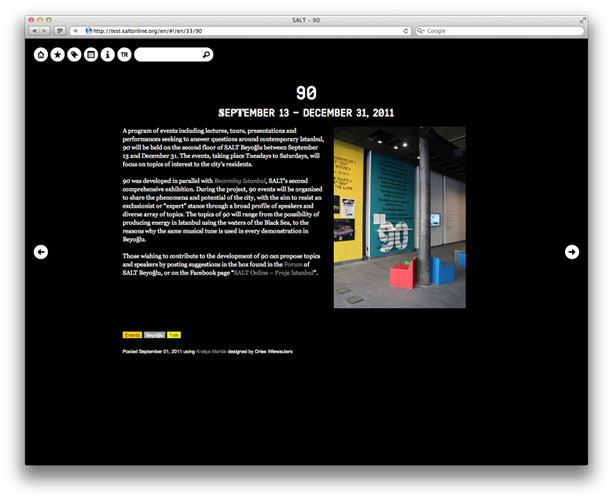 SALT - 90
http://test.saltonline.org/en/#!/en/33/90
Google
TR
90
SEPTEMBER 13 – DECEMBER 31, 2011
A program of events including lectures, tours, presentations and
performances seeking to answer questions around contemporary Istanbul,
90 will be held on the second floor of SALT Beyoğlu between September
13 and December 31. The events, taking place Tuesdays to Saturdays, will
focus on topics of interest to the city's residents.
90 was developed in parallel with Becoming Istanbul, SALT's second
comprehensive exhibition. During the project, 90 events will be organised
to share the phenomena and potential of the city, with the aim to resist an
exclusionist or "expert" stance through a broad profile of speakers and
diverse array of topics. The topics of 90 will range from the possibility of
producing energy in Istanbul using the waters of the Black Sea, to the
reasons why the same musical tune is used in every demonstration in
Beyoğlu.
Those wishing to contribute to the development of 90 can propose topics
and speakers by posting suggestions in the box found in the Forum of
SALT Beyoğlu, or on the Facebook page "SALT Online – Proje Istanbul".
90
Events Beyoğlu Talk
Posted September 01, 2011 using Kraliçe Marble designed by Dries Wiewauters